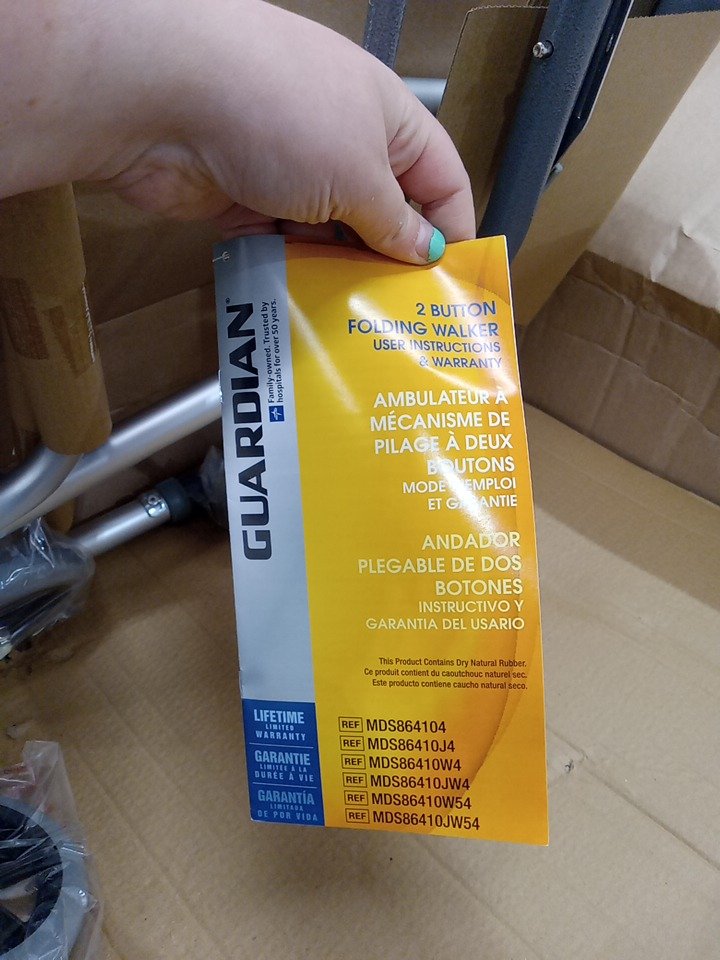 GUARDIAN®
Family-owned. Trusted by
hospitals for over 50 years.
2 BUTTON
FOLDING WALKER
USER INSTRUCTIONS
& WARRANTY
AMBULATEUR À
MÉCANISME DE
PILAGE À DEUX
BOUTONS
MODE EMPLOI
ET GARANTIE
ANDADOR
PLEGABLE DE DOS
BOTONES
INSTRUCTIVO Y
GARANTIA DEL USARIO
This Product Contains Dry Natural Rubber.
Ce produit contient du caoutchouc naturel sec.
Este producto contiene caucho natural seco.
LIFETIME
LIMITED
WARRANTY
GARANTIE
LIMITÉE À LA
DURÉE À VIE
GARANTÍA
LIMITADA
DE POR VIDA
REF MDS864104
REF MDS86410J4
REF MDS86410W4
REF MDS86410JW4
REF MDS86410W54
REF MDS86410JW54